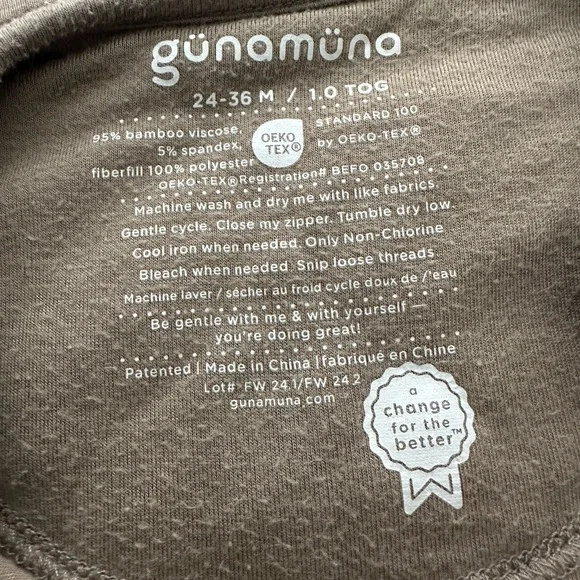 günamüna
24-36 M / 1.0 TOG
95% bamboo viscose,
5% spandex,
fiberfill 100% polyester
OEKO
TEX®
STANDARD 100
by OEKO-TEX®
OEKO-TEX®Registration# BEFO 035708
Machine wash and dry me with like fabrics.
Gentle cycle. Close my zipper. Tumble dry low.
Cool iron when needed. Only Non-Chlorine
Bleach when needed. Snip loose threads
Machine laver / sécher au froid cycle doux de /'eau
Be gentle with me & with yourself —
you're doing great!
Patented | Made in China | fabriqué en Chine
Lot# FW 24.1/FW 24.2
gunamuna.com
a
change
for the
better™